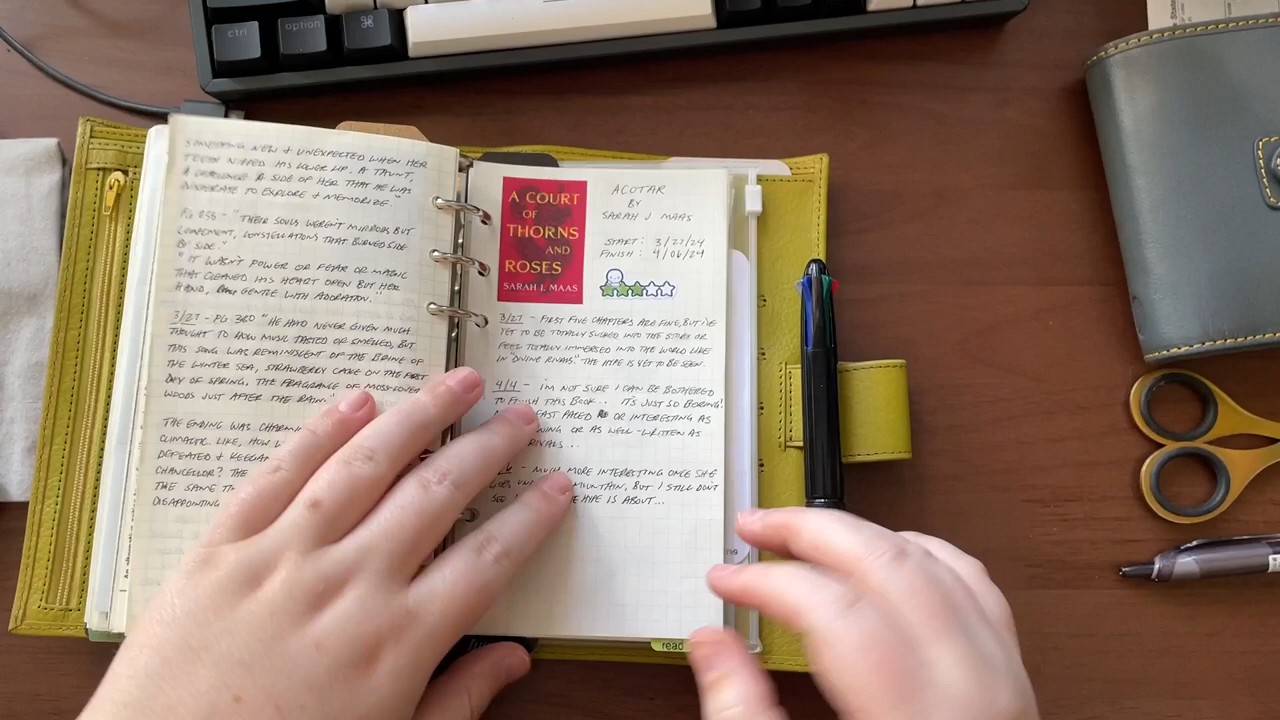 ctrl
option
⌘
SOMETHING NEW & UNEXPECTED WHEN HER
TEETH NIPPED HIS LOWER LIP. A TAUNT,
A CHALLENGE. A SIDE OF HER THAT HE WAS
TO EXPLORE & MEMORIZE"
PG 238 - "THEIR SOULS WEREN'T MIRRORS BUT
CONSTELLATIONS THAT BURNED SIDE
BY SIDE."
"IT WASN'T POWER OR FEAR OR MAGIC
THAT CLEANED HIS HEART OPEN BUT HER
HAND, GENTLE WITH ADORATION."
3/27 - PG 380 "HE HAD NEVER GIVEN MUCH
THOUGHT TO HOW MUSIC TASTED OR SMELLED, BUT
THIS SONG WAS REMINISCENT OF THE BRINE OF
THE WINTER SEA, STRAWBERRY CAKE ON THE FIRST
DAY OF SPRING, THE FRAGRANCE OF MOSS-LOVED
WOODS JUST AFTER THE RAIN."
THE ENDING WAS
CLIMATIC. LIKE, HOW
DEFEATED & KEEGAN
CHANCELLOR? THE
THE SAME
DISAPPOINTING
A COURT
OF
THORNS
AND
ROSES
SARAH J. MAAS
ACOTAR
BY
SARAH J MAAS
START: 3/27/24
FINISH: 4/06/24
3/27 - FIRST FIVE CHAPTERS ARE FINE, BUT I'VE
YET TO BE TOTALLY SUCKED INTO THE STORY OR
FEEL TOTALLY IMMERSED INTO THE WORLD LIKE
IN "DIVINE RIVALS." THE HYPE IS YET TO BE SEEN.
4/4 - I'M NOT SURE I CAN BE BOTHERED
TO FINISH THIS BOOK... IT'S JUST SO BORING!
FAST PACED OR INTERESTING AS
OR AS WELL-WRITTEN AS
RIVALS...
- MUCH MORE INTERESTING ONCE SHE
MOUNTAIN, BUT I STILL DON'T
SEE HYPE IS ABOUT...
read